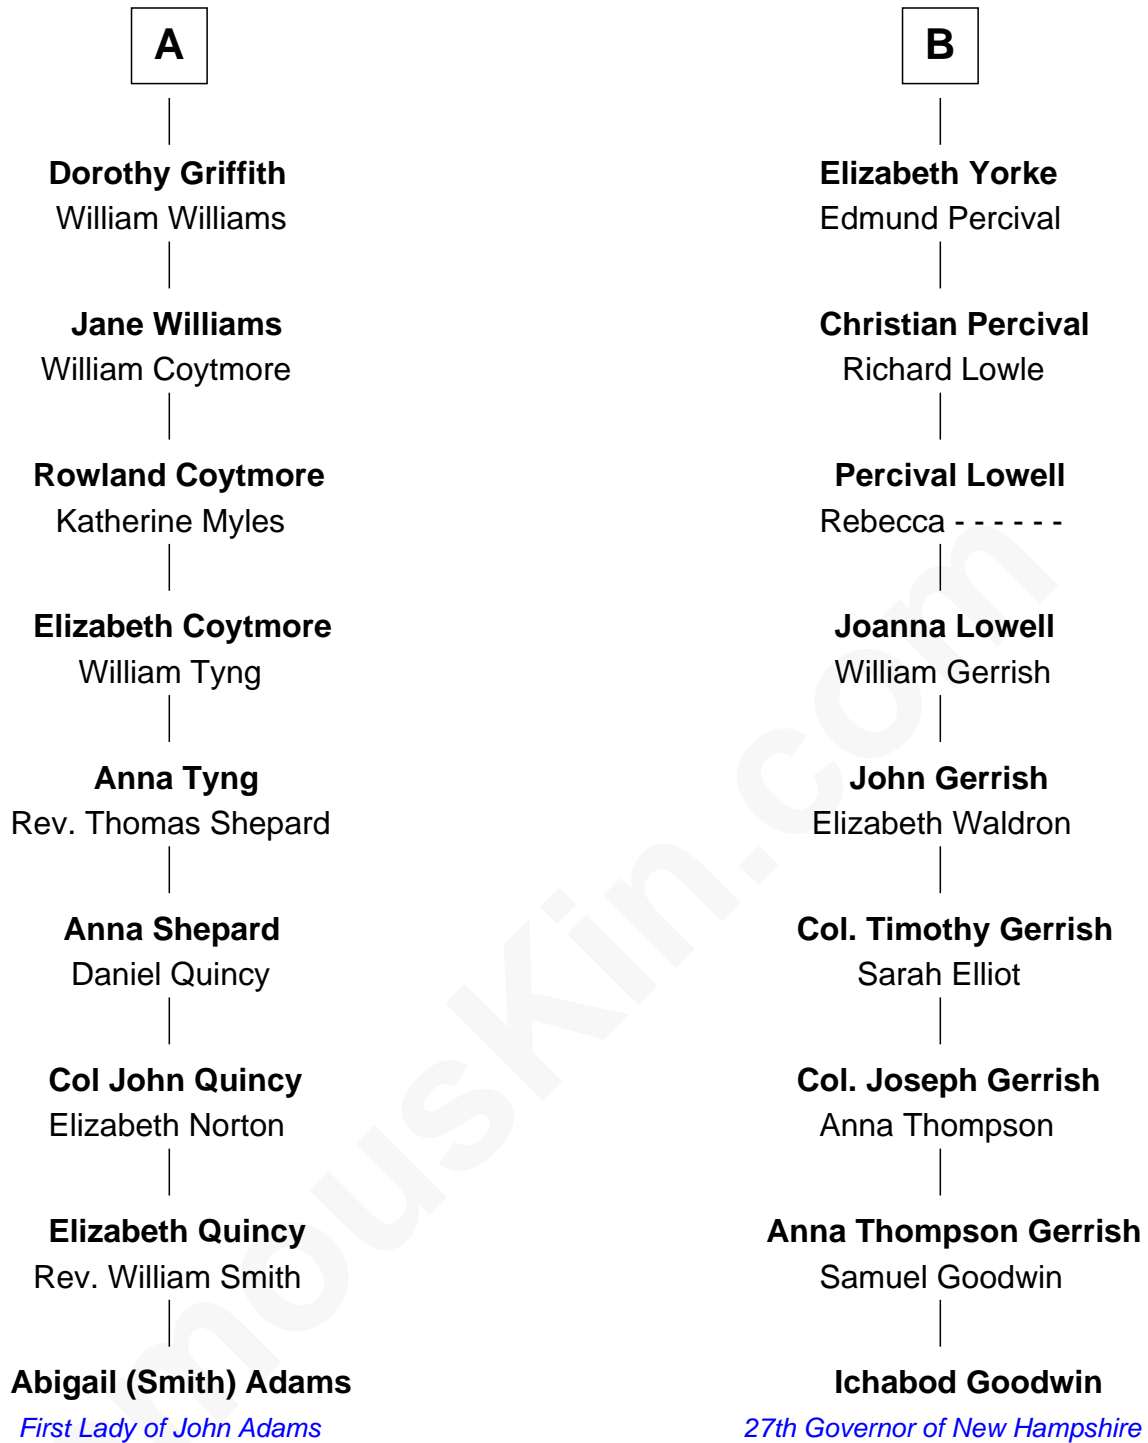 A
Dorothy Griffith
William Williams
Jane Williams
William Coytmore
Rowland Coytmore
Katherine Myles
Elizabeth Coytmore
William Tyng
Anna Tyng
Rev. Thomas Shepard
Anna Shepard
Daniel Quincy
Col John Quincy
Elizabeth Norton
Elizabeth Quincy
Rev. William Smith
Abigail (Smith) Adams
First Lady of John Adams
B
Elizabeth Yorke
Edmund Percival
Christian Percival
Richard Lowle
Percival Lowell
Rebecca - - - - - -
Joanna Lowell
William Gerrish
John Gerrish
Elizabeth Waldron
Col. Timothy Gerrish
Sarah Elliot
Col. Joseph Gerrish
Anna Thompson
Anna Thompson Gerrish
Samuel Goodwin
Ichabod Goodwin
27th Governor of New Hampshire
mousKin.com